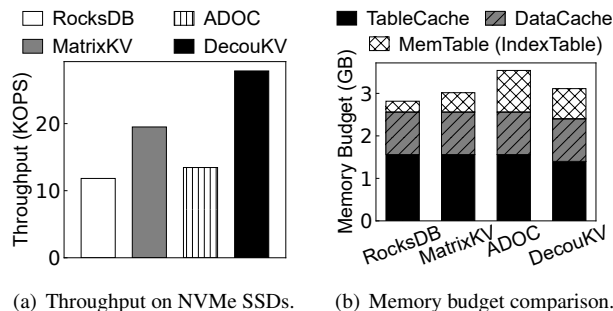 RocksDB ADOC
MatrixKV DecouKV
Throughput (KOPS)
20
10
0
(a) Throughput on NVMe SSDs.
TableCache DataCache
MemTable (IndexTable)
Memory Budget (GB)
3
2
1
0
RocksDB MatrixKV ADOC DecouKV
(b) Memory budget comparison.